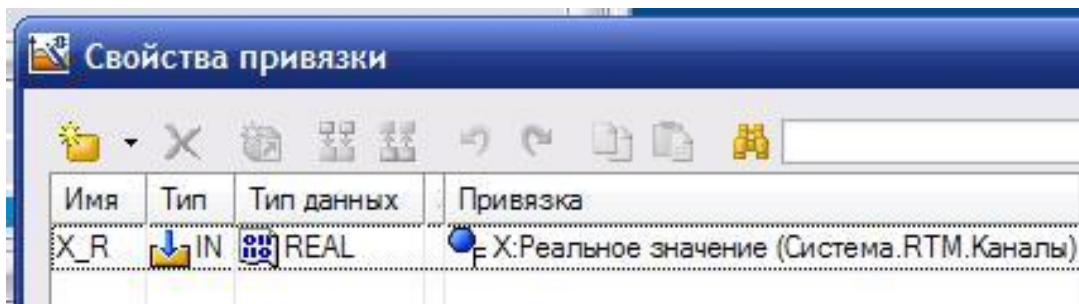 Свойства привязки
Имя Тип Тип данных Привязка
X_R IN REAL X:Реальное значение (Система.RTM.Каналы)